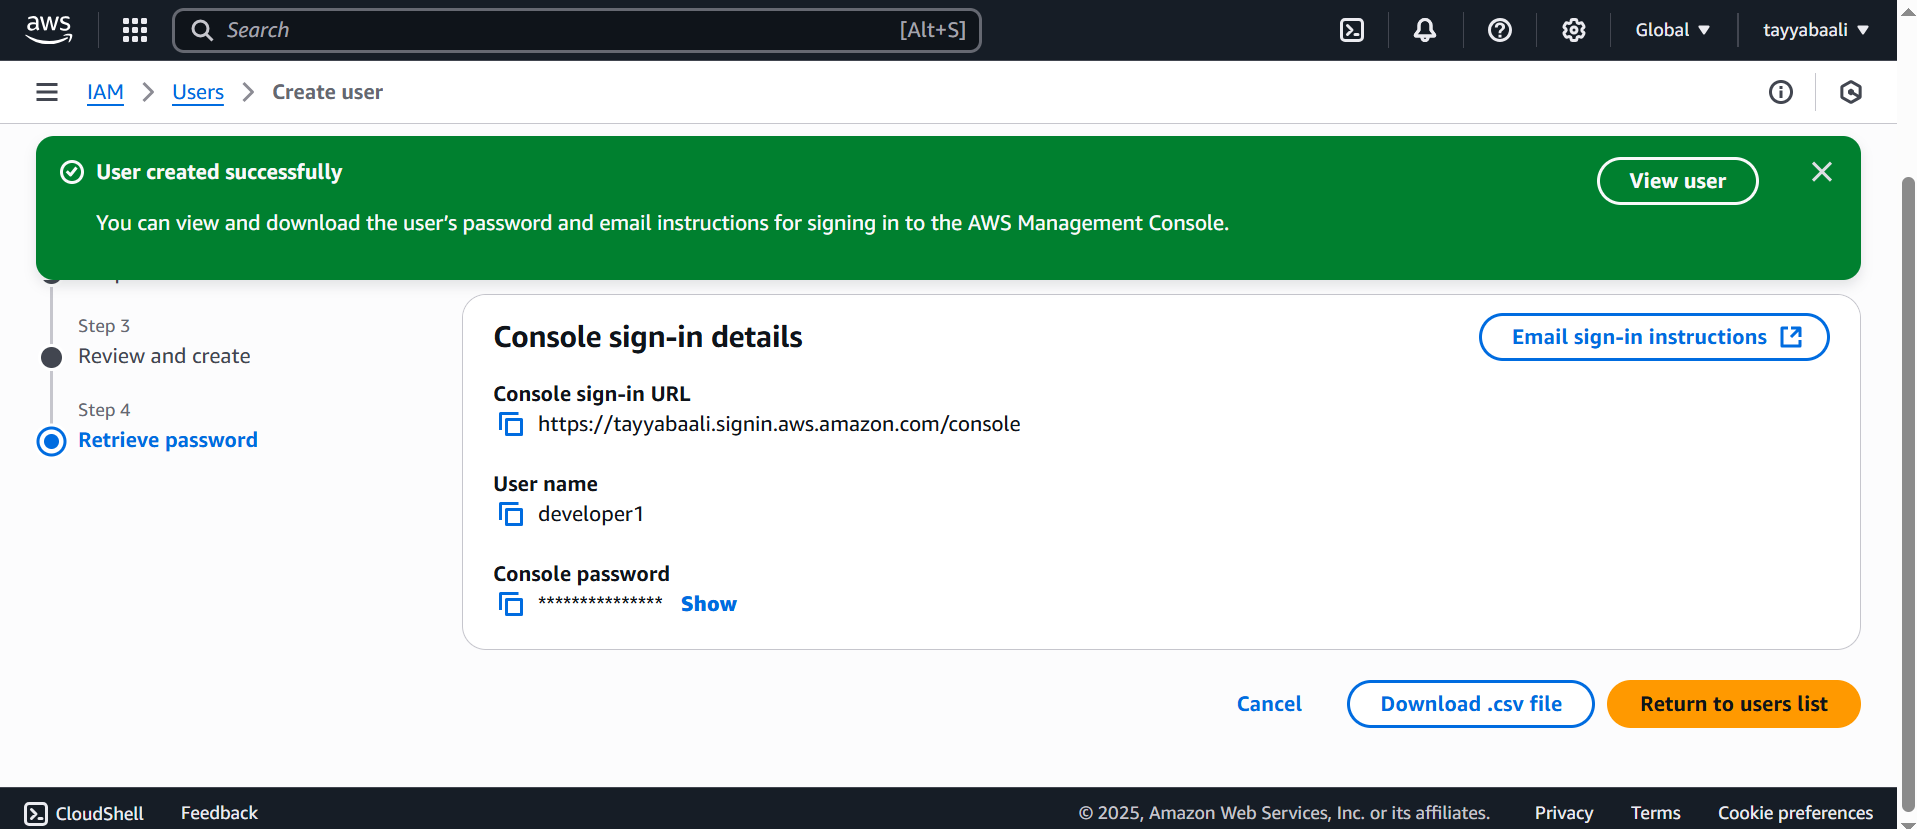 aws
Search
[Alt+S]
Global
tayyabaali
IAM
Users
Create user
User created successfully
View user
You can view and download the user’s password and email instructions for signing in to the AWS Management Console.
Step 3
Review and create
Step 4
Retrieve password
Console sign-in details
Email sign-in instructions
Console sign-in URL
https://tayyabaali.signin.aws.amazon.com/console
User name
developer1
Console password
*************** Show
Cancel
Download .csv file
Return to users list
CloudShell
Feedback
© 2025, Amazon Web Services, Inc. or its affiliates.
Privacy
Terms
Cookie preferences